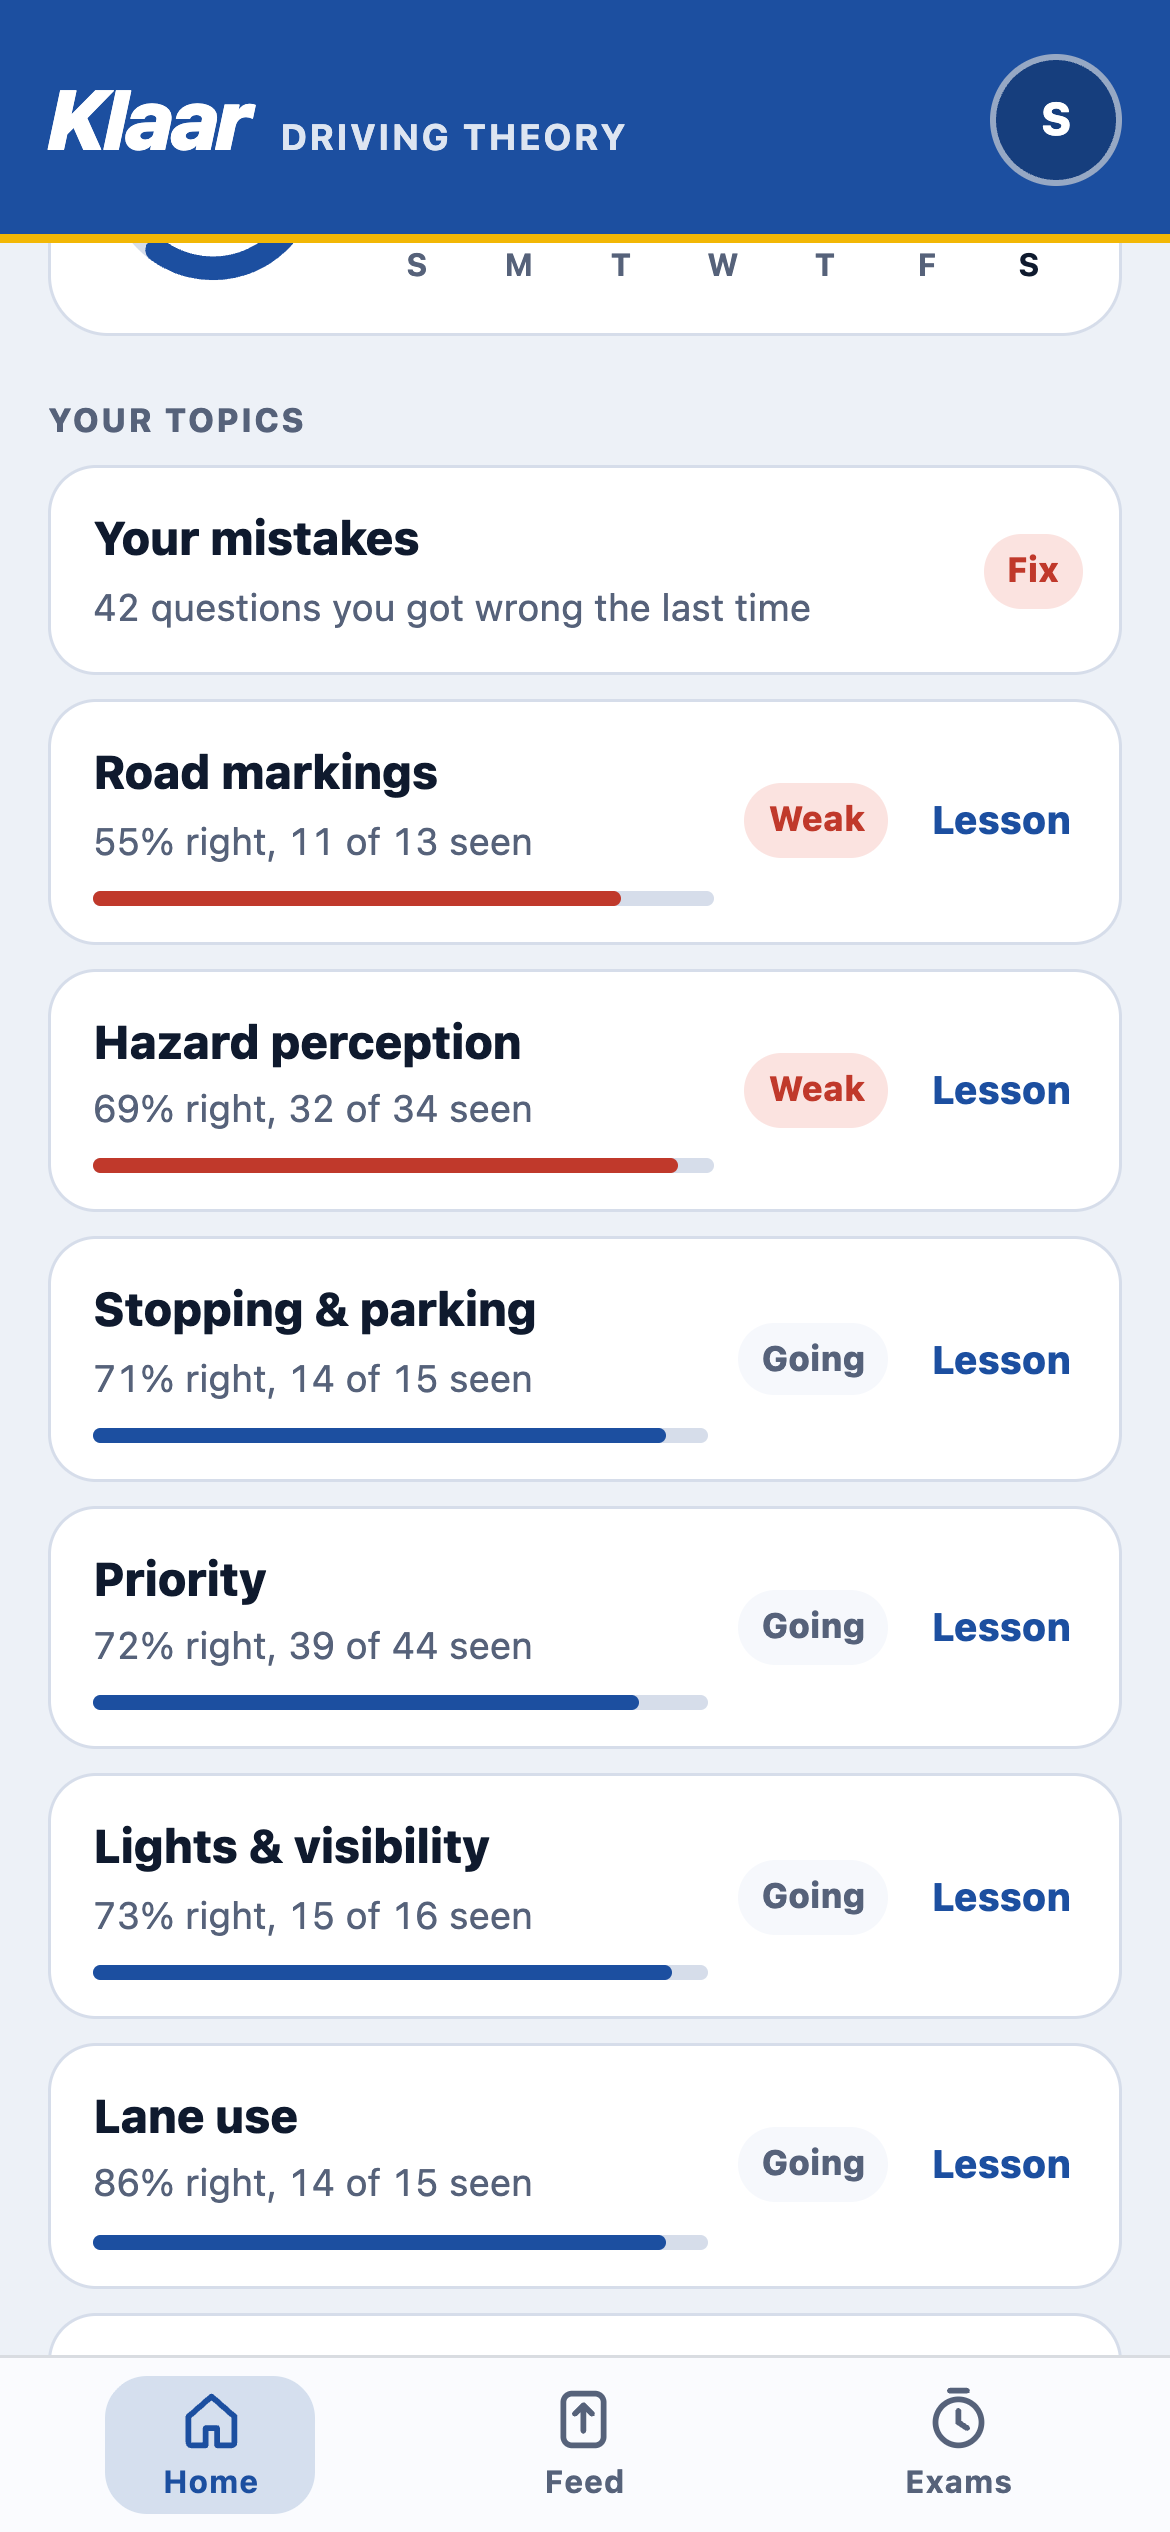 Klaar DRIVING THEORY
S
S M T W T F S
YOUR TOPICS
Your mistakes
42 questions you got wrong the last time
Fix
Road markings
55% right, 11 of 13 seen
Weak
Lesson
Hazard perception
69% right, 32 of 34 seen
Weak
Lesson
Stopping & parking
71% right, 14 of 15 seen
Going
Lesson
Priority
72% right, 39 of 44 seen
Going
Lesson
Lights & visibility
73% right, 15 of 16 seen
Going
Lesson
Lane use
86% right, 14 of 15 seen
Going
Lesson
Home
Feed
Exams